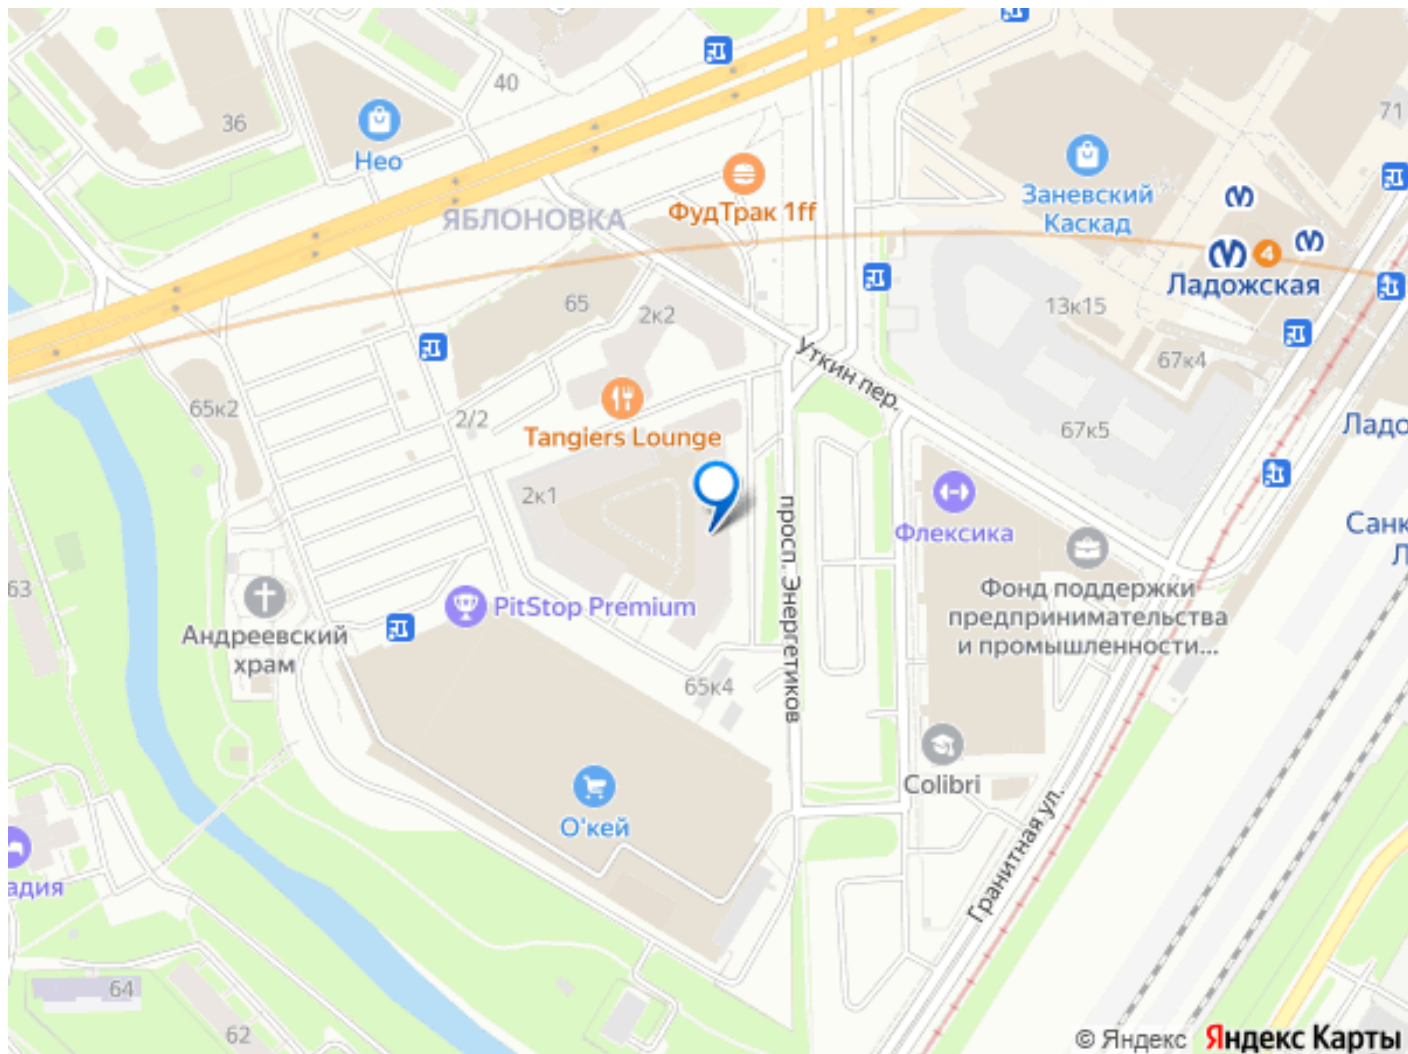 40
36
Нео
71
Заневский
Каскад
ФудТрак 1ff
ЯБЛОНОВКА
4
Ладожская
65
2к2
13к15
67к4
Уткин пер.
65к2
2/2
Tangiers Lounge
67к5
Ладо
2к1
Флексика
просп. Энергетиков
Санк
Л
63
PitStop Premium
Фонд поддержки
предпринимательства
и промышленности...
Андреевский
храм
65к4
Colibri
О'кей
Гранитная ул.
адия
64
62
© Яндекс Яндекс Карты